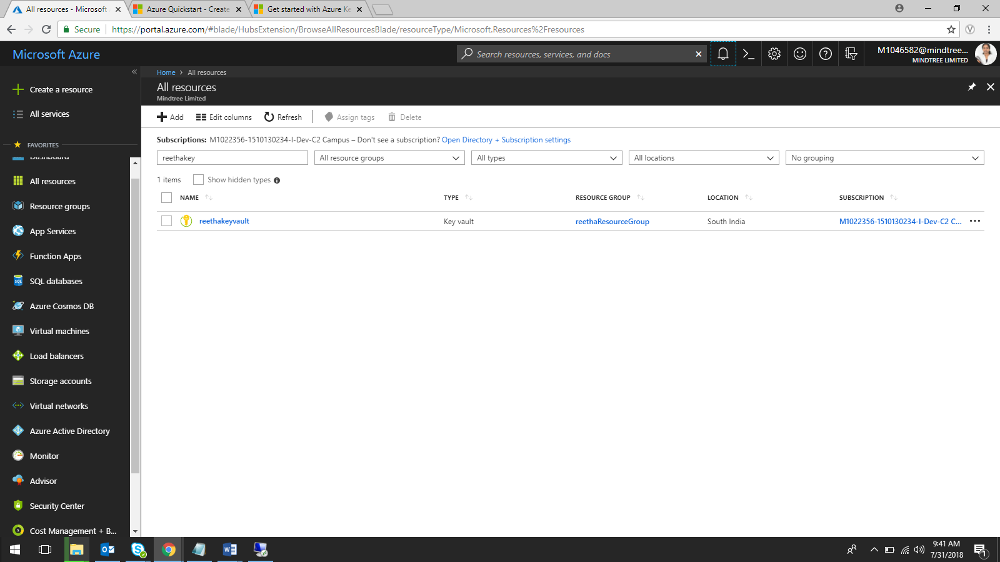 All resources - Microsoft
Azure Quickstart - Create
Get started with Azure Ke
Secure
https://portal.azure.com/#blade/HubsExtension/BrowseAllResourcesBlade/resourceType/Microsoft.Resources%2Fresources
Microsoft Azure
Search resources, services, and docs
M1046582@mindtree...
MINDTREE LIMITED
Create a resource
All services
FAVORITES
Dashboard
All resources
Resource groups
App Services
Function Apps
SQL databases
Azure Cosmos DB
Virtual machines
Load balancers
Storage accounts
Virtual networks
Azure Active Directory
Monitor
Advisor
Security Center
Cost Management + B...
Home > All resources
All resources
Mindtree Limited
Add Edit columns Refresh Assign tags Delete
Subscriptions: M1022356-1510130234-I-Dev-C2 Campus – Don't see a subscription? Open Directory + Subscription settings
reethakey All resource groups All types All locations No grouping
1 items Show hidden types
NAME TYPE RESOURCE GROUP LOCATION SUBSCRIPTION
reethakeyvault Key vault reethaResourceGroup South India M1022356-1510130234-I-Dev-C2 C... ...
9:41 AM
7/31/2018
1